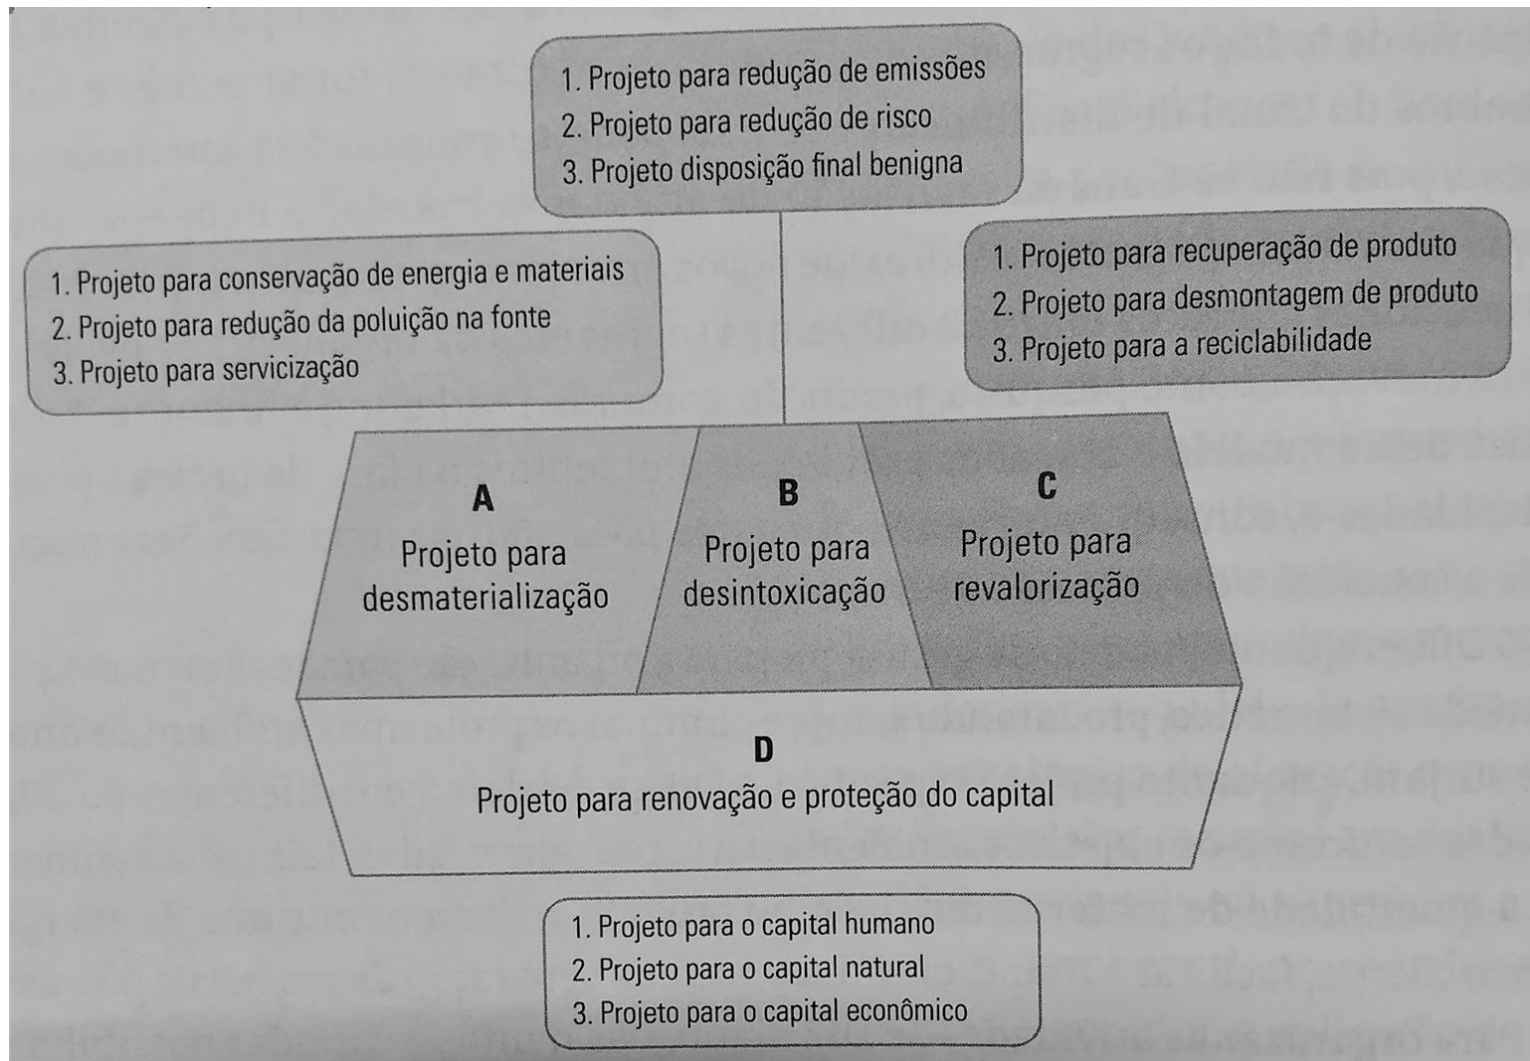 1. Projeto para redução de emissões
2. Projeto para redução de risco
3. Projeto disposição final benigna
1. Projeto para conservação de energia e materiais
2. Projeto para redução da poluição na fonte
3. Projeto para servicização
1. Projeto para recuperação de produto
2. Projeto para desmontagem de produto
3. Projeto para a reciclabilidade
A
Projeto para
desmaterialização
B
Projeto para
desintoxicação
C
Projeto para
revalorização
D
Projeto para renovação e proteção do capital
1. Projeto para o capital humano
2. Projeto para o capital natural
3. Projeto para o capital econômico